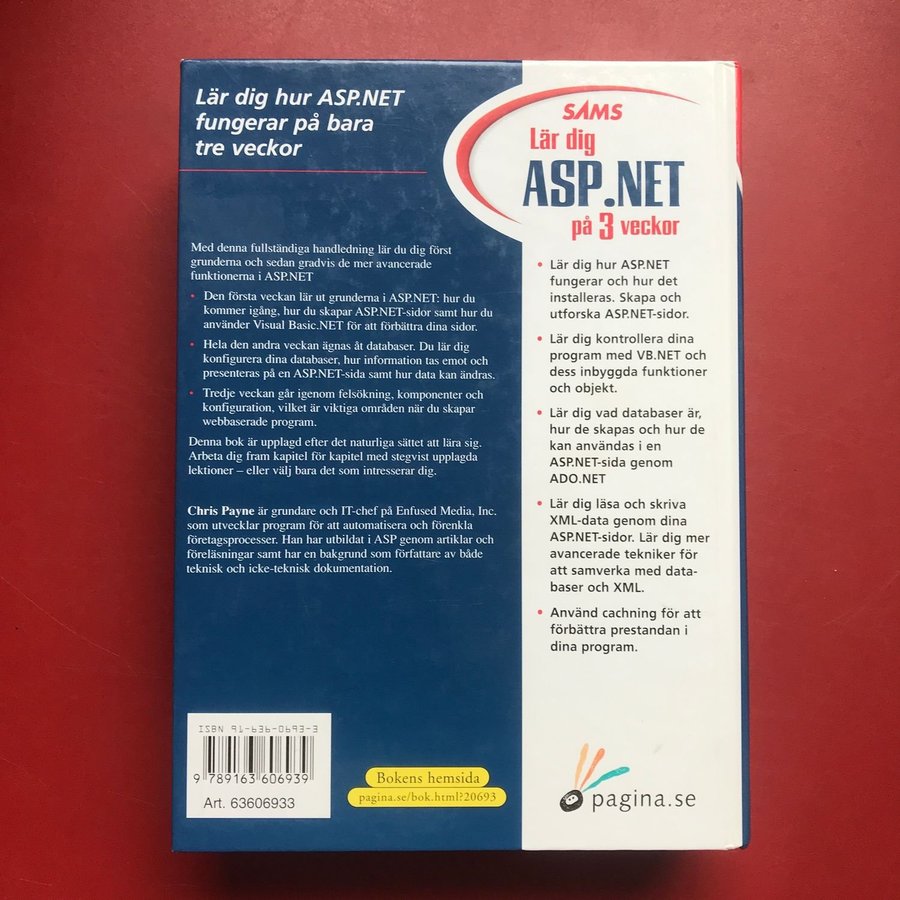 Lär dig hur ASP.NET
fungerar på bara
tre veckor
Med denna fullständiga handledning lär du dig först
grunderna och sedan gradvis de mer avancerade
funktionerna i ASP.NET
• Den första veckan lär ut grunderna i ASP.NET: hur du
kommer igång, hur du skapar ASP.NET-sidor samt hur du
använder Visual Basic.NET för att förbättra dina sidor.
• Hela den andra veckan ägnas åt databaser. Du lär dig
konfigurera dina databaser, hur information tas emot och
presenteras på en ASP.NET-sida samt hur data kan ändras.
• Tredje veckan går igenom felsökning, komponenter och
konfiguration, vilket är viktiga områden när du skapar
webbaserade program.
Denna bok är upplagd efter det naturliga sättet att lära sig.
Arbeta dig fram kapitel för kapitel med stegvist upplagda
lektioner – eller välj bara det som intresserar dig.
Chris Payne är grundare och IT-chef på Enfused Media, Inc.
som utvecklar program för att automatisera och förenkla
företagsprocesser. Han har utbildat i ASP genom artiklar och
föreläsningar samt har en bakgrund som författare av både
teknisk och icke-teknisk dokumentation.
ISBN 91-636-0693-3
9 789163 606939
Art. 63606933
Bokens hemsida
pagina.se/bok.html?20693
SAMS
Lär dig
ASP.NET
på 3 veckor
• Lär dig hur ASP.NET
fungerar och hur det
installeras. Skapa och
utforska ASP.NET-sidor.
• Lär dig kontrollera dina
program med VB.NET och
dess inbyggda funktioner
och objekt.
• Lär dig vad databaser är,
hur de skapas och hur de
kan användas i en
ASP.NET-sida genom
ADO.NET
• Lär dig läsa och skriva
XML-data genom dina
ASP.NET-sidor. Lär dig mer
avancerade tekniker för
att samverka med data-
baser och XML.
• Använd cachning för att
förbättra prestandan i
dina program.
pagina.se